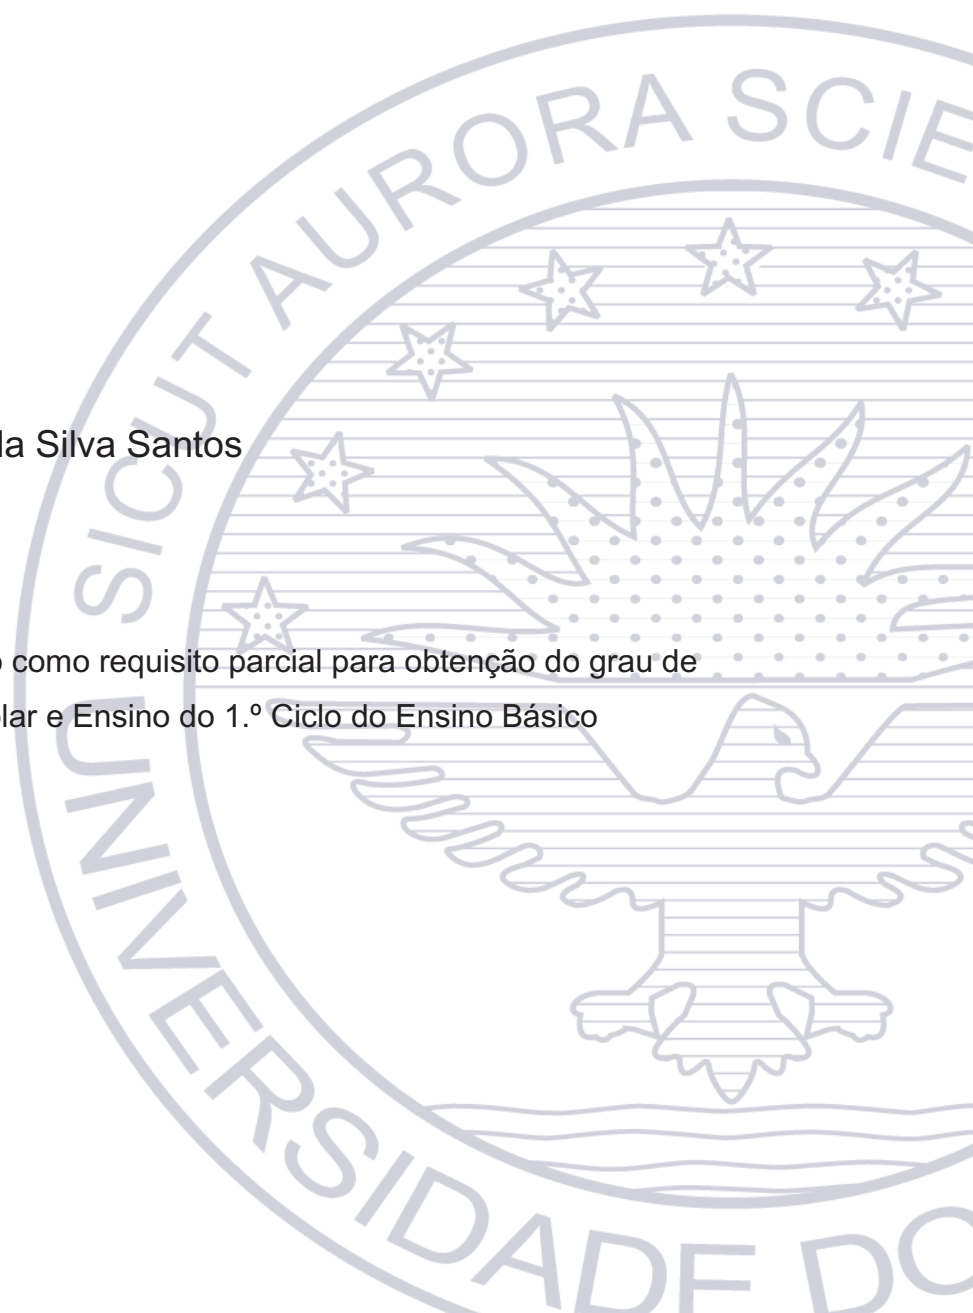 SICUT AURORA SCIE
la Silva Santos
o como requisito parcial para obtenção do grau de
lar e Ensino do 1.º Ciclo do Ensino Básico
UNIVERSIDADE DO